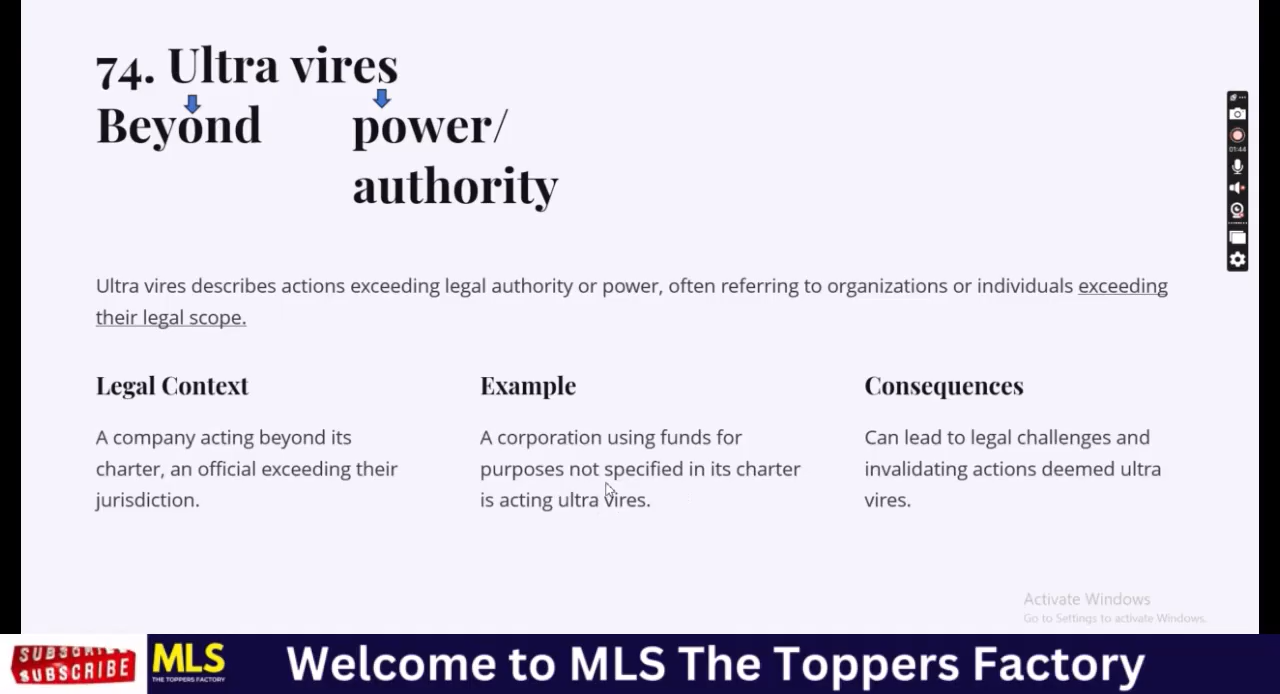 74. Ultra vires
Beyond power/
authority
Ultra vires describes actions exceeding legal authority or power, often referring to organizations or individuals exceeding
their legal scope.
Legal Context
A company acting beyond its
charter, an official exceeding their
jurisdiction.
Example
A corporation using funds for
purposes not specified in its charter
is acting ultra vires.
Consequences
Can lead to legal challenges and
invalidating actions deemed ultra
vires.
01:44
Activate Windows
Go to Settings to activate Windows.
SUBSCRIBE
SUBSCRIBE
MLS
THE TOPPERS FACTORY
Welcome to MLS The Toppers Factory